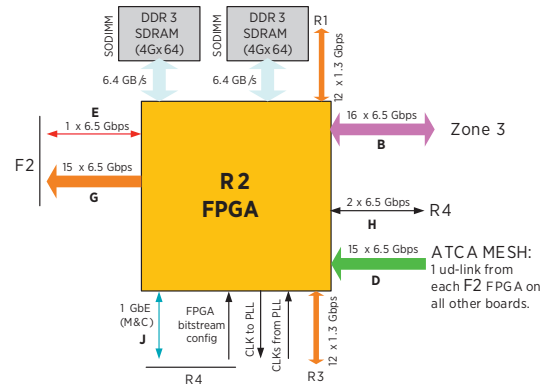 SODIMM
DDR 3
SDRAM
(4Gx64)
SODIMM
DDR 3
SDRAM
(4Gx64)
R1
6.4 GB/s
6.4 GB/s
12 x 1.3 Gbps
E
1 x 6.5 Gbps
F2
15 x 6.5 Gbps
G
R2
FPGA
16 x 6.5 Gbps
B
Zone 3
2 x 6.5 Gbps
H
R4
15 x 6.5 Gbps
D
ATCA MESH:
1 ud-link from
each F2 FPGA on
all other boards.
1 GbE
(M&C)
J
FPGA
bitstream
config
CLK to PLL
CLKs from PLL
12 x 1.3 Gbps
R4
R3